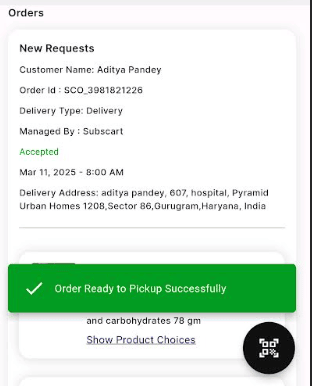 Orders
New Requests
Customer Name: Aditya Pandey
Order Id : SCO_3981821226
Delivery Type: Delivery
Managed By : Subscart
Accepted
Mar 11, 2025 - 8:00 AM
Delivery Address: aditya pandey, 607, hospital, Pyramid
Urban Homes 1208,Sector 86,Gurugram,Haryana, India
Order Ready to Pickup Successfully
and carbohydrates 78 gm
Show Product Choices